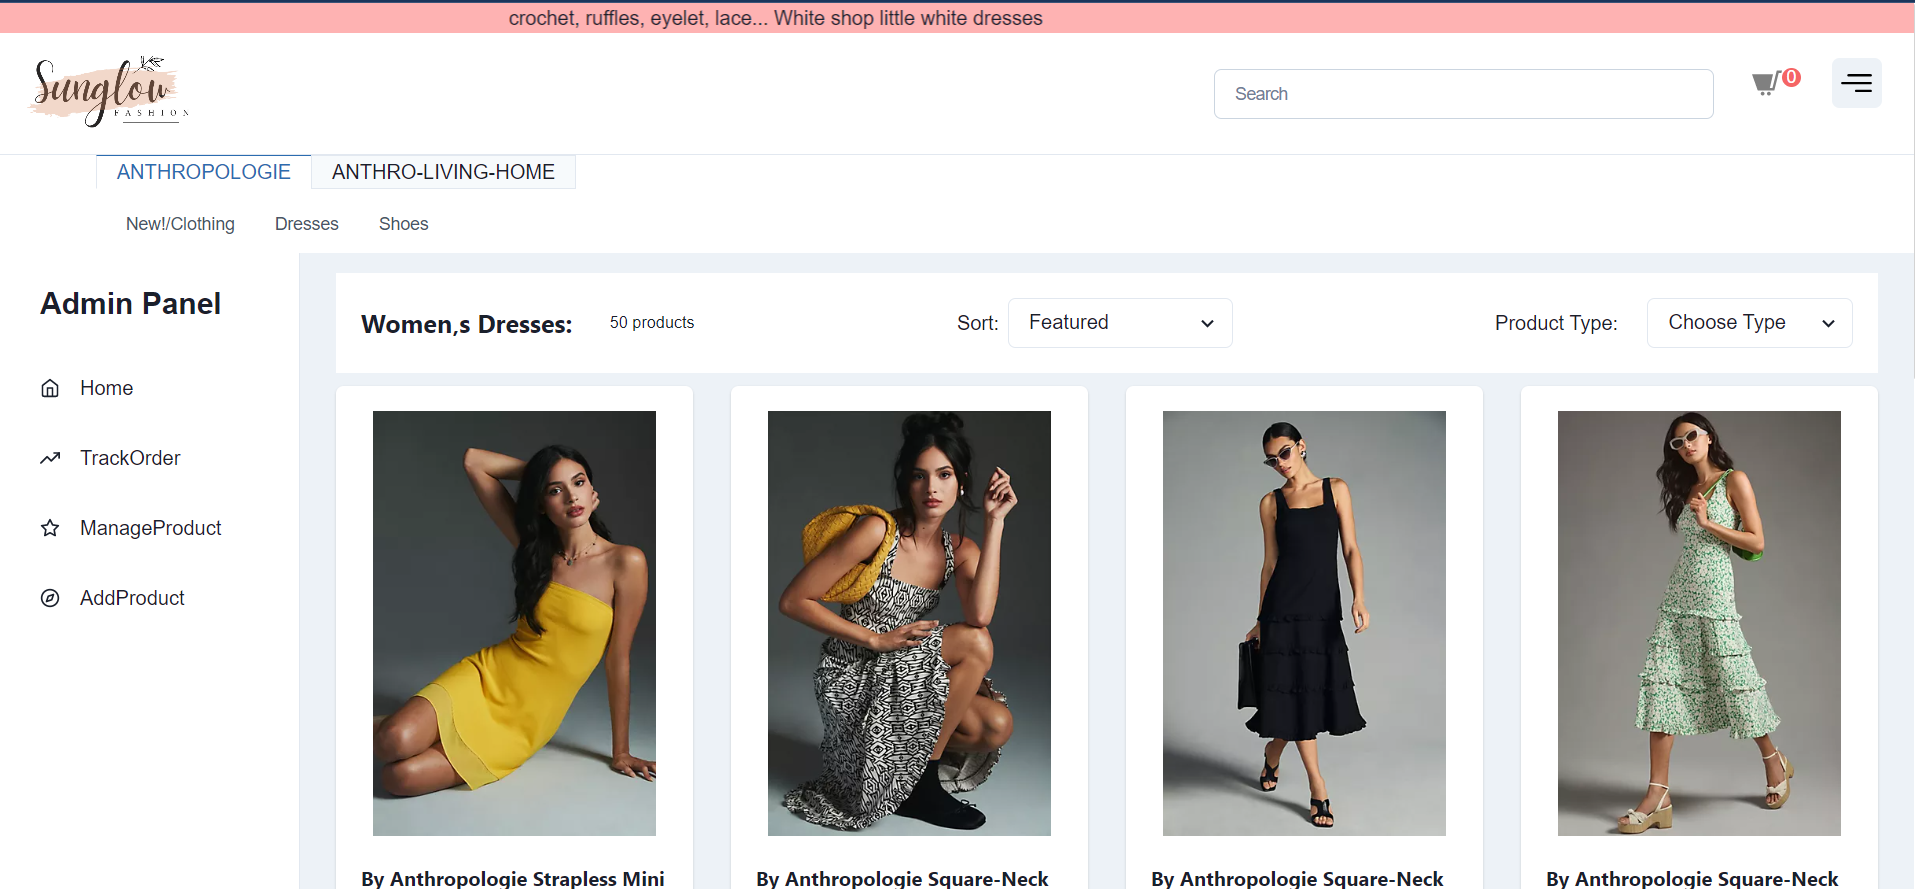 crochet, ruffles, eyelet, lace... White shop little white dresses
Sunglow
FASHION
Search
0
ANTHROPOLOGIE
ANTHRO-LIVING-HOME
New!/Clothing
Dresses
Shoes
Admin Panel
Home
TrackOrder
ManageProduct
AddProduct
Women,s Dresses:
50 products
Sort:
Featured
Product Type:
Choose Type
By Anthropologie Strapless Mini
By Anthropologie Square-Neck
By Anthropologie Square-Neck
By Anthropologie Square-Neck